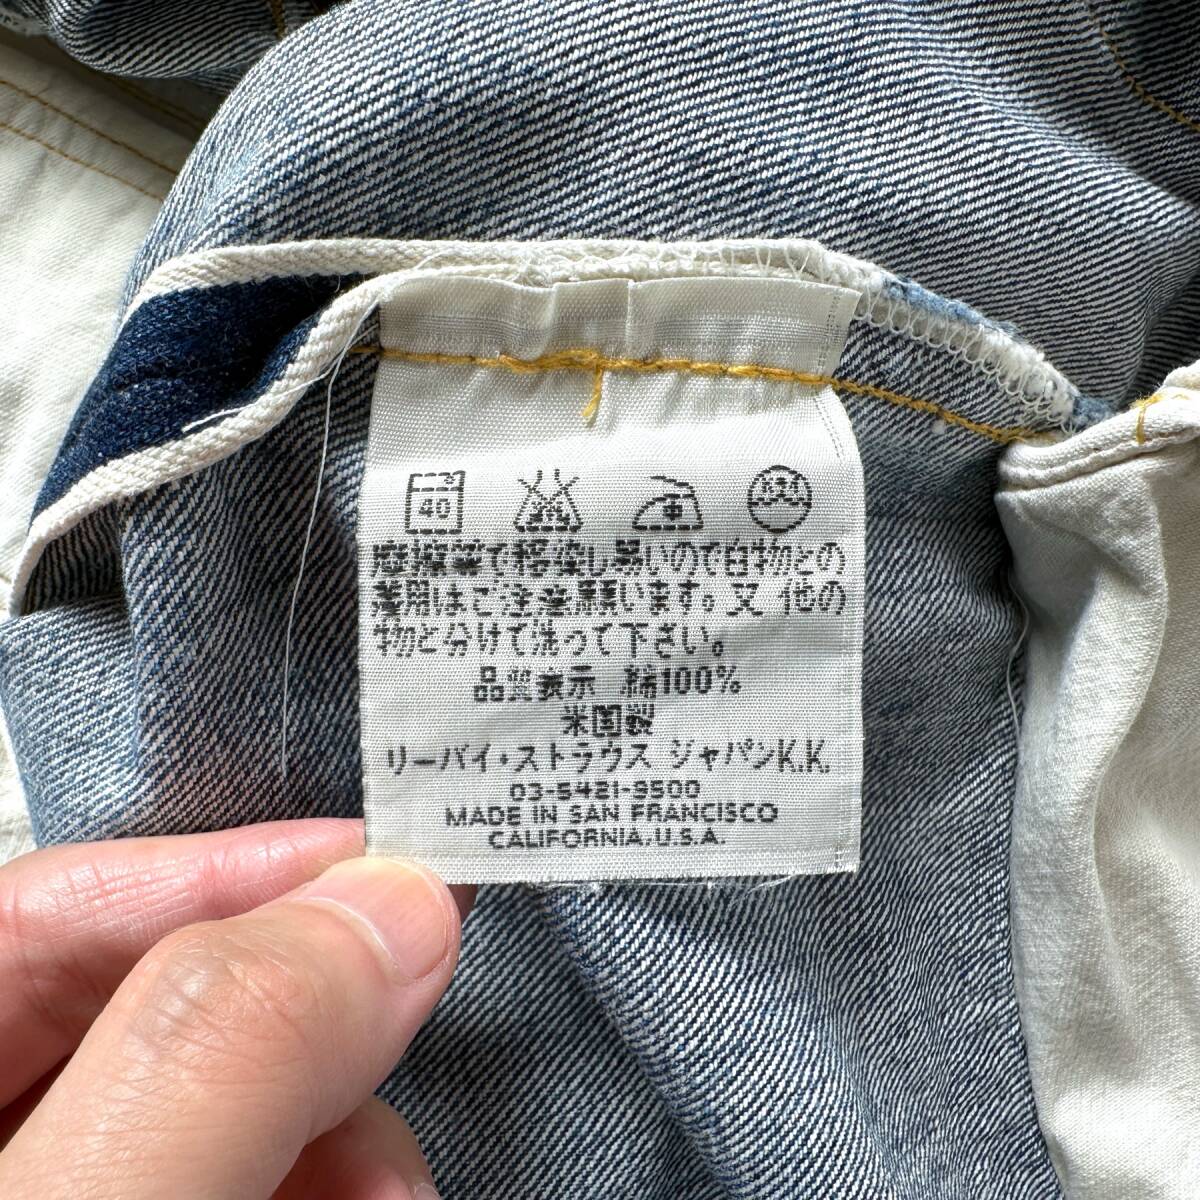 40
中
摩擦等で移染し易いので白物との
着用はご注意願います。又 他の
物と分けて洗って下さい。
品質表示 綿100%
米国製
リーバイ・ストラウス ジャパンK.K.
03-5421-9500
MADE IN SAN FRANCISCO
CALIFORNIA,U.S.A.